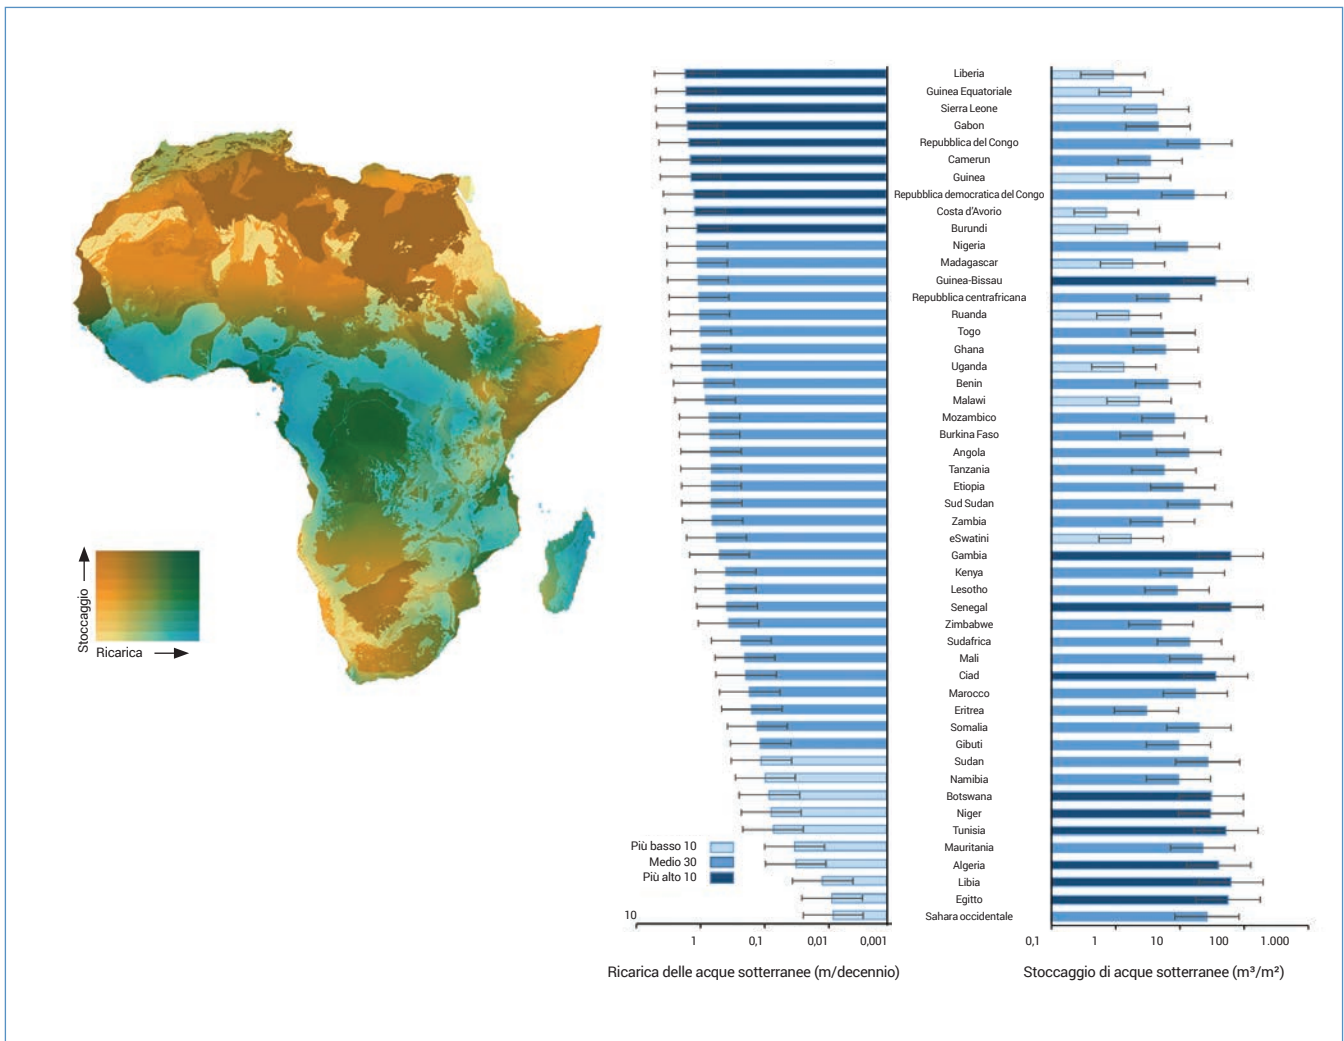 Stoccaggio
Ricarica
Liberia
Guinea Equatoriale
Sierra Leone
Gabon
Repubblica del Congo
Camerun
Guinea
Repubblica democratica del Congo
Costa d'Avorio
Burundi
Nigeria
Madagascar
Guinea-Bissau
Repubblica centrafricana
Ruanda
Togo
Ghana
Uganda
Benin
Malawi
Mozambico
Burkina Faso
Angola
Tanzania
Etiopia
Sud Sudan
Zambia
eSwatini
Gambia
Kenya
Lesotho
Senegal
Zimbabwe
Sudafrica
Mali
Ciad
Marocco
Eritrea
Somalia
Gibuti
Sudan
Namibia
Botswana
Niger
Tunisia
Mauritania
Algeria
Libia
Egitto
Sahara occidentale
Più basso 10
Medio 30
Più alto 10
10
1 0,1 0,01 0,001
Ricarica delle acque sotterranee (m/decennio)
0,1 1 10 100 1.000
Stoccaggio di acque sotterranee (m³/m²)